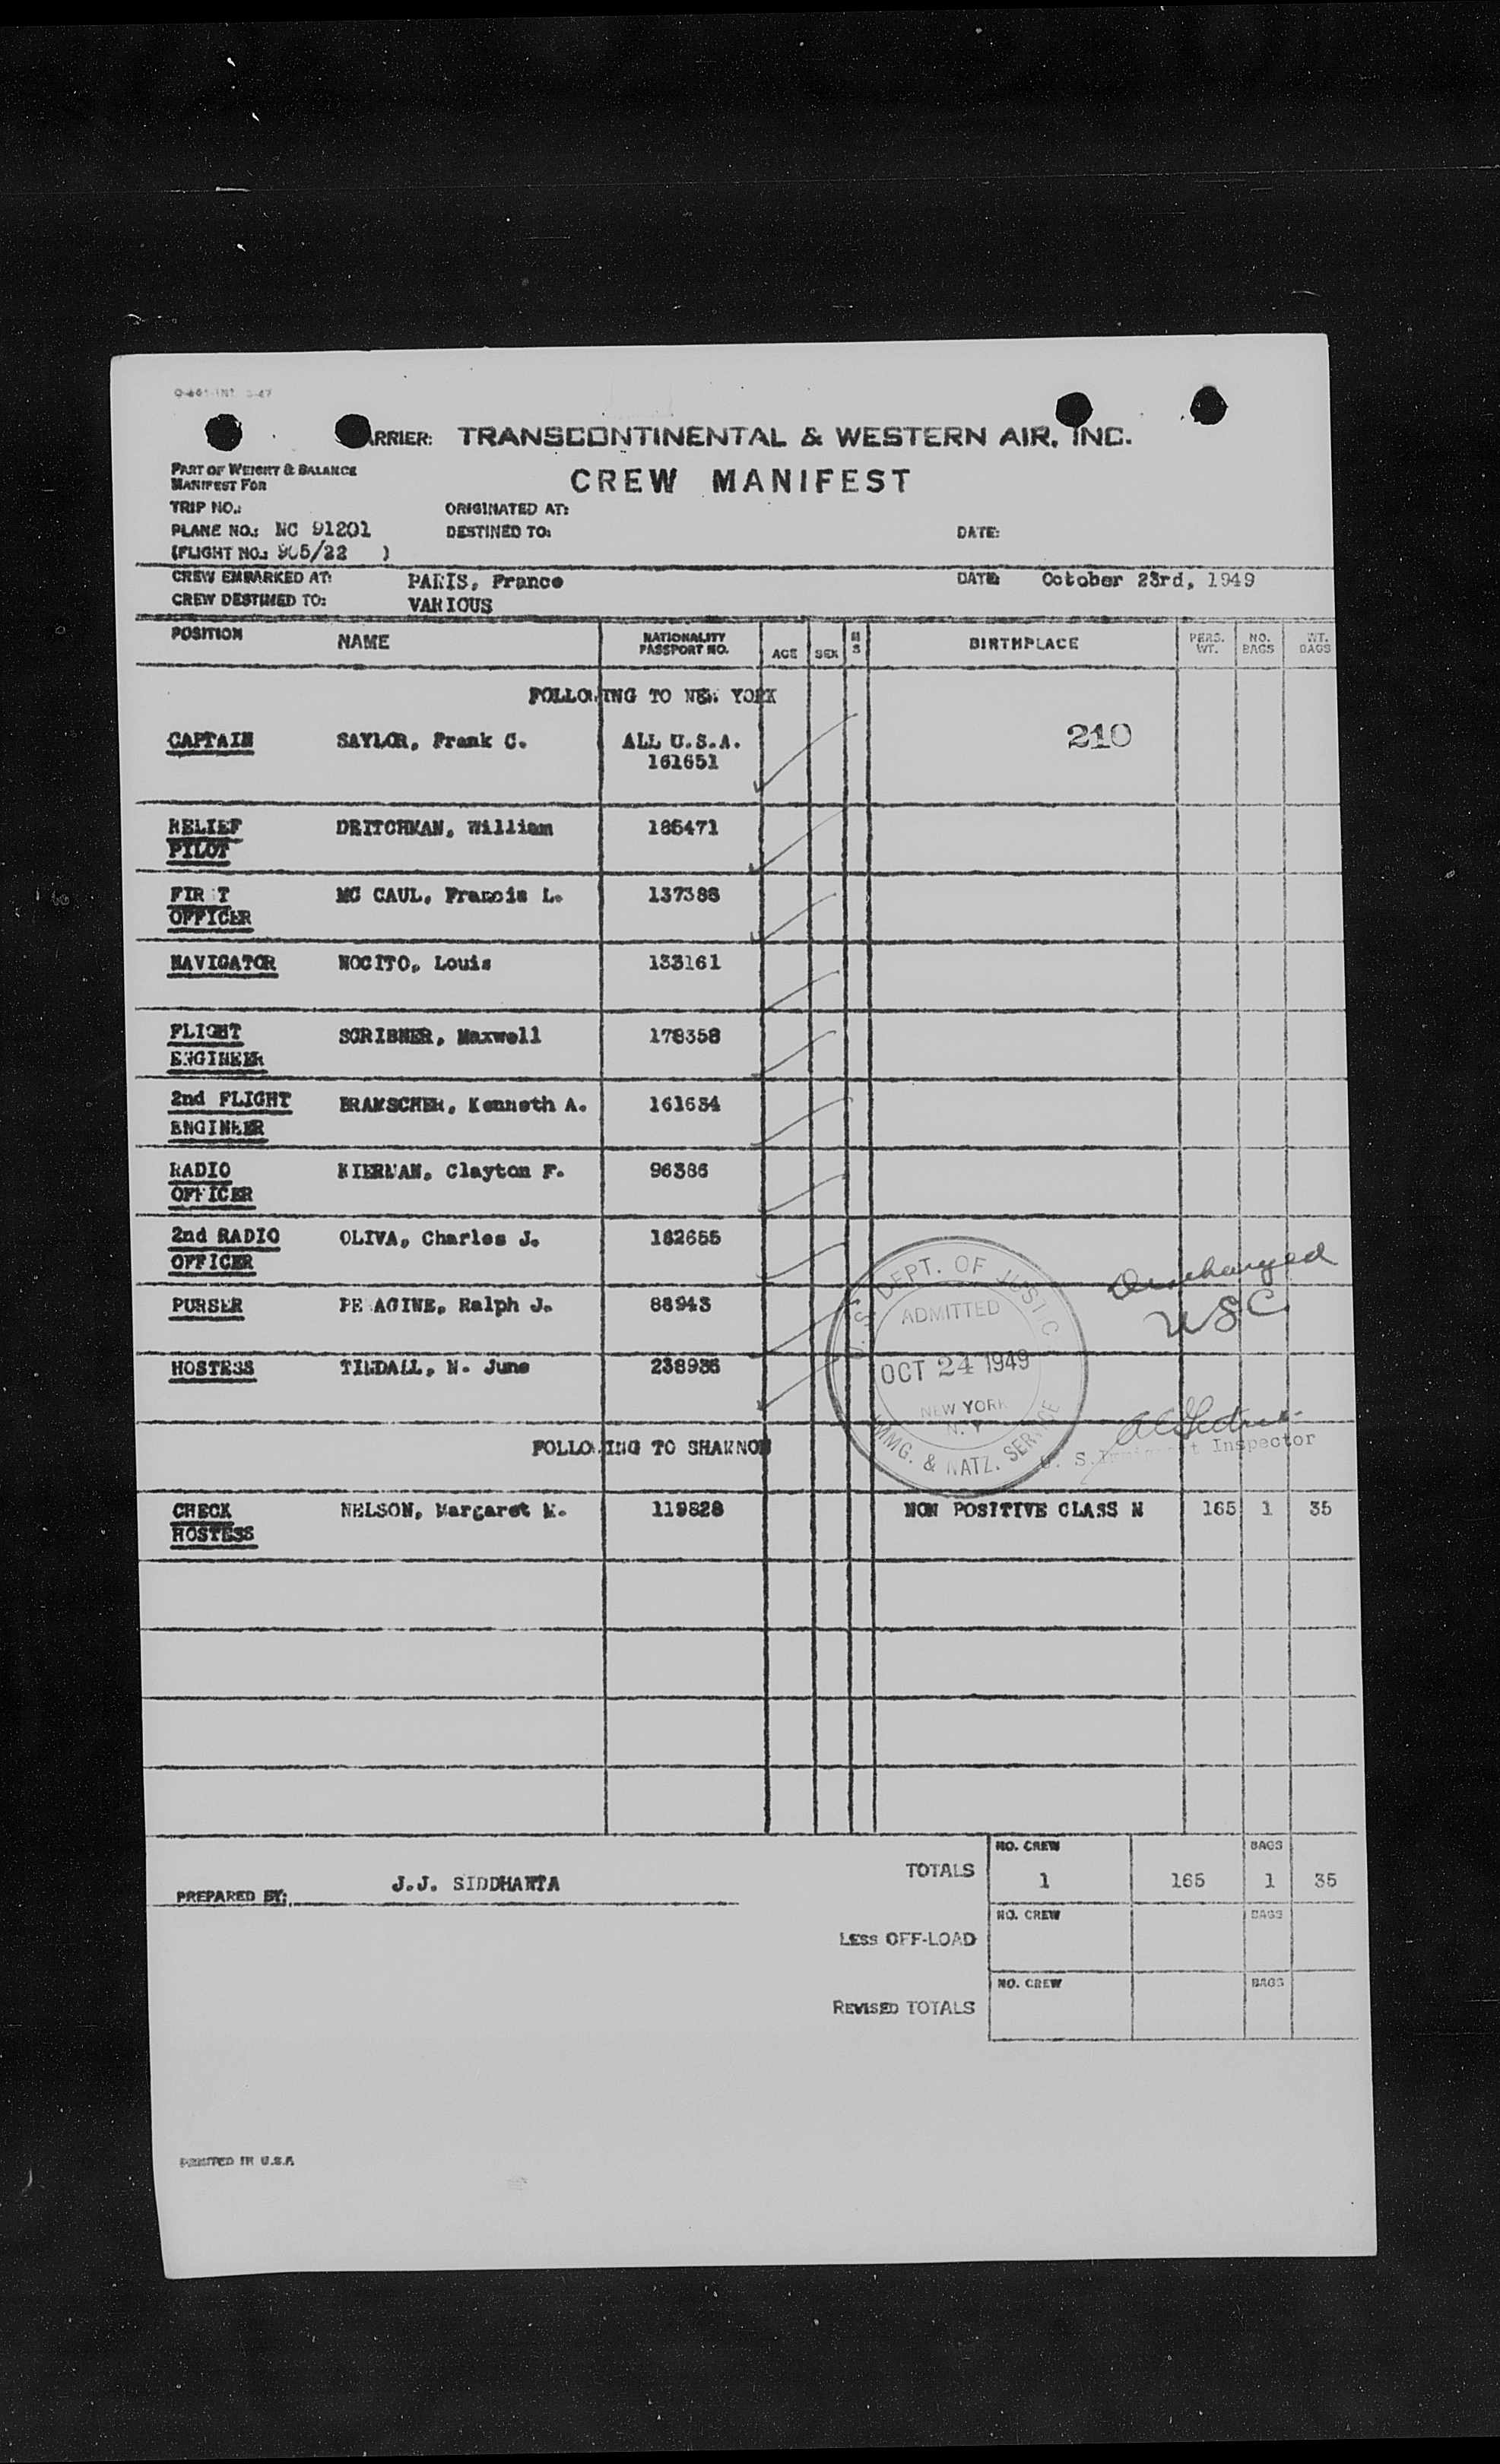 CARRIER: TRANSCONTINENTAL & WESTERN AIR, INC.
PART OF WEIGHT & BALANCE
MANIFEST FOR
CREW MANIFEST
TRIP NO.: ORIGINATED AT:
PLANE NO.: NC 91201 DESTINED TO: DATE:
(FLIGHT NO.: 905/22 )
CREW EMBARKED AT: PARIS, France DATE: October 23rd, 1949
CREW DESTINED TO: VARIOUS
POSITION NAME NATIONALITY PASSPORT NO. AGE SEX M S BIRTHPLACE PERS. WT. NO. BAGS WT. BAGS
FOLLOWING TO NEW YORK
CAPTAIN SAYLOR, Frank C. ALL U.S.A. 210
161651
RELIEF DRITCHMAN, William 185471
PILOT
FIR T MC CAUL, Francis L. 137388
OFFICER
NAVIGATOR NOCITO, Louis 133161
FLIGHT SCRIBNER, Maxwell 178358
ENGINEER
2nd FLIGHT BRAMSCHER, Kenneth A. 161634
ENGINEER
RADIO KIERNAN, Clayton F. 96386
OFFICER
2nd RADIO OLIVA, Charles J. 182655
OFFICER
PURSER Ralph J. 88943
HOSTESS TINDALL, N. June 238936
U.S. DEPT. OF JUSTIC
ADMITTED
OCT 24 1949
NEW YORK
N. Y.
IMMG. & NATZ. SERVICE
Discharged
USC
U. S. Immigrant Inspector
FOLLOWING TO SHANNON
CHECK NELSON, Margaret M. 119828 NON POSITIVE CLASS N 165 1 35
HOSTESS
TOTALS NO. CREW 1 165 BAGS 1 35
PREPARED BY: J.J. SIDDHANTA
LESS OFF-LOAD NO. CREW BAGS
REVISED TOTALS NO. CREW BAGS
PRINTED IN U.S.A